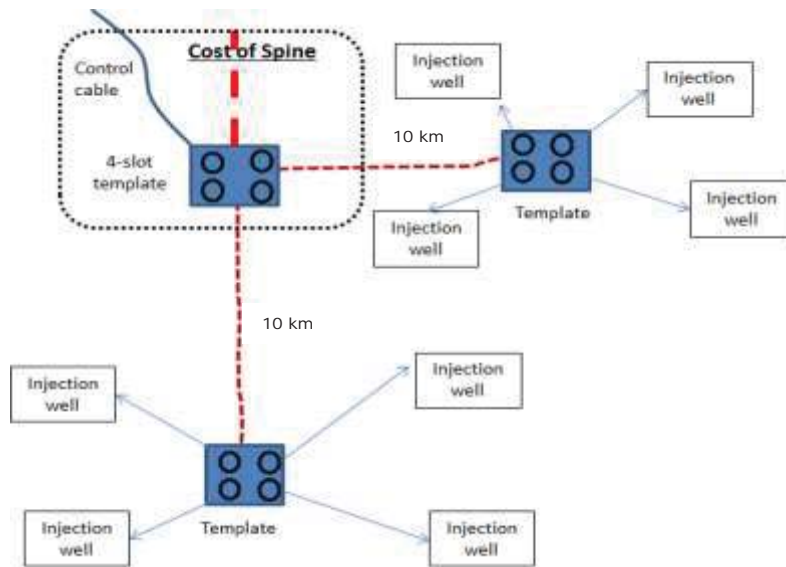 Cost of Spine
Control
cable
4-slot
template
10 km
Injection
well
Injection
well
Injection
well
Injection
well
Template
10 km
Injection
well
Injection
well
Injection
well
Injection
well
Template